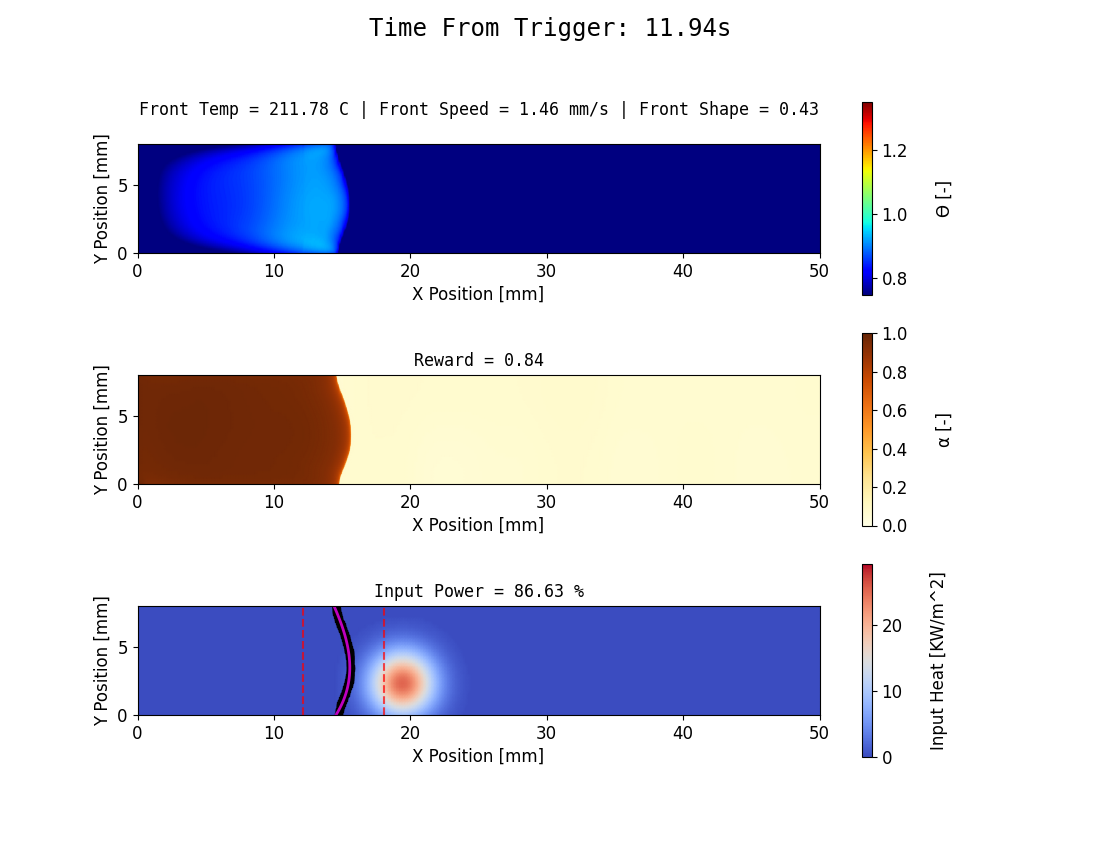 Time From Trigger: 11.94s
Front Temp = 211.78 C | Front Speed = 1.46 mm/s | Front Shape = 0.43
Y Position [mm]
5
0
0 10 20 30 40 50
X Position [mm]
1.2
1.0
0.8
Θ [-]
Reward = 0.84
Y Position [mm]
5
0
0 10 20 30 40 50
X Position [mm]
1.0
0.8
0.6
0.4
0.2
0.0
α [-]
Input Power = 86.63 %
Y Position [mm]
5
0
0 10 20 30 40 50
X Position [mm]
20
10
0
Input Heat [KW/m^2]